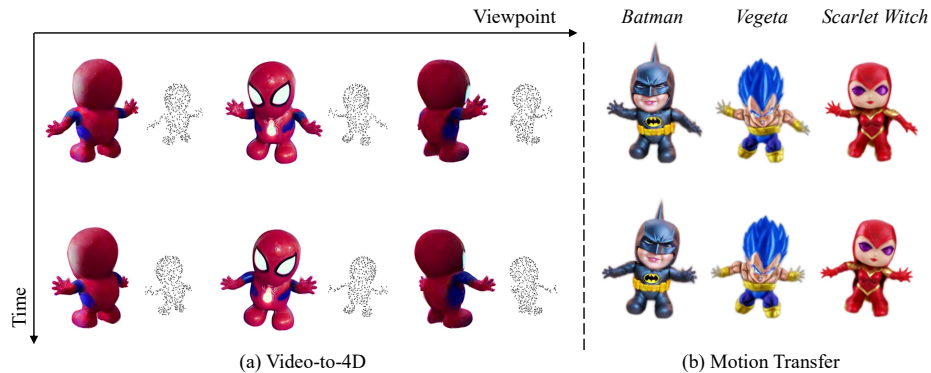 Viewpoint
Batman Vegeta Scarlet Witch
Time
(a) Video-to-4D
(b) Motion Transfer